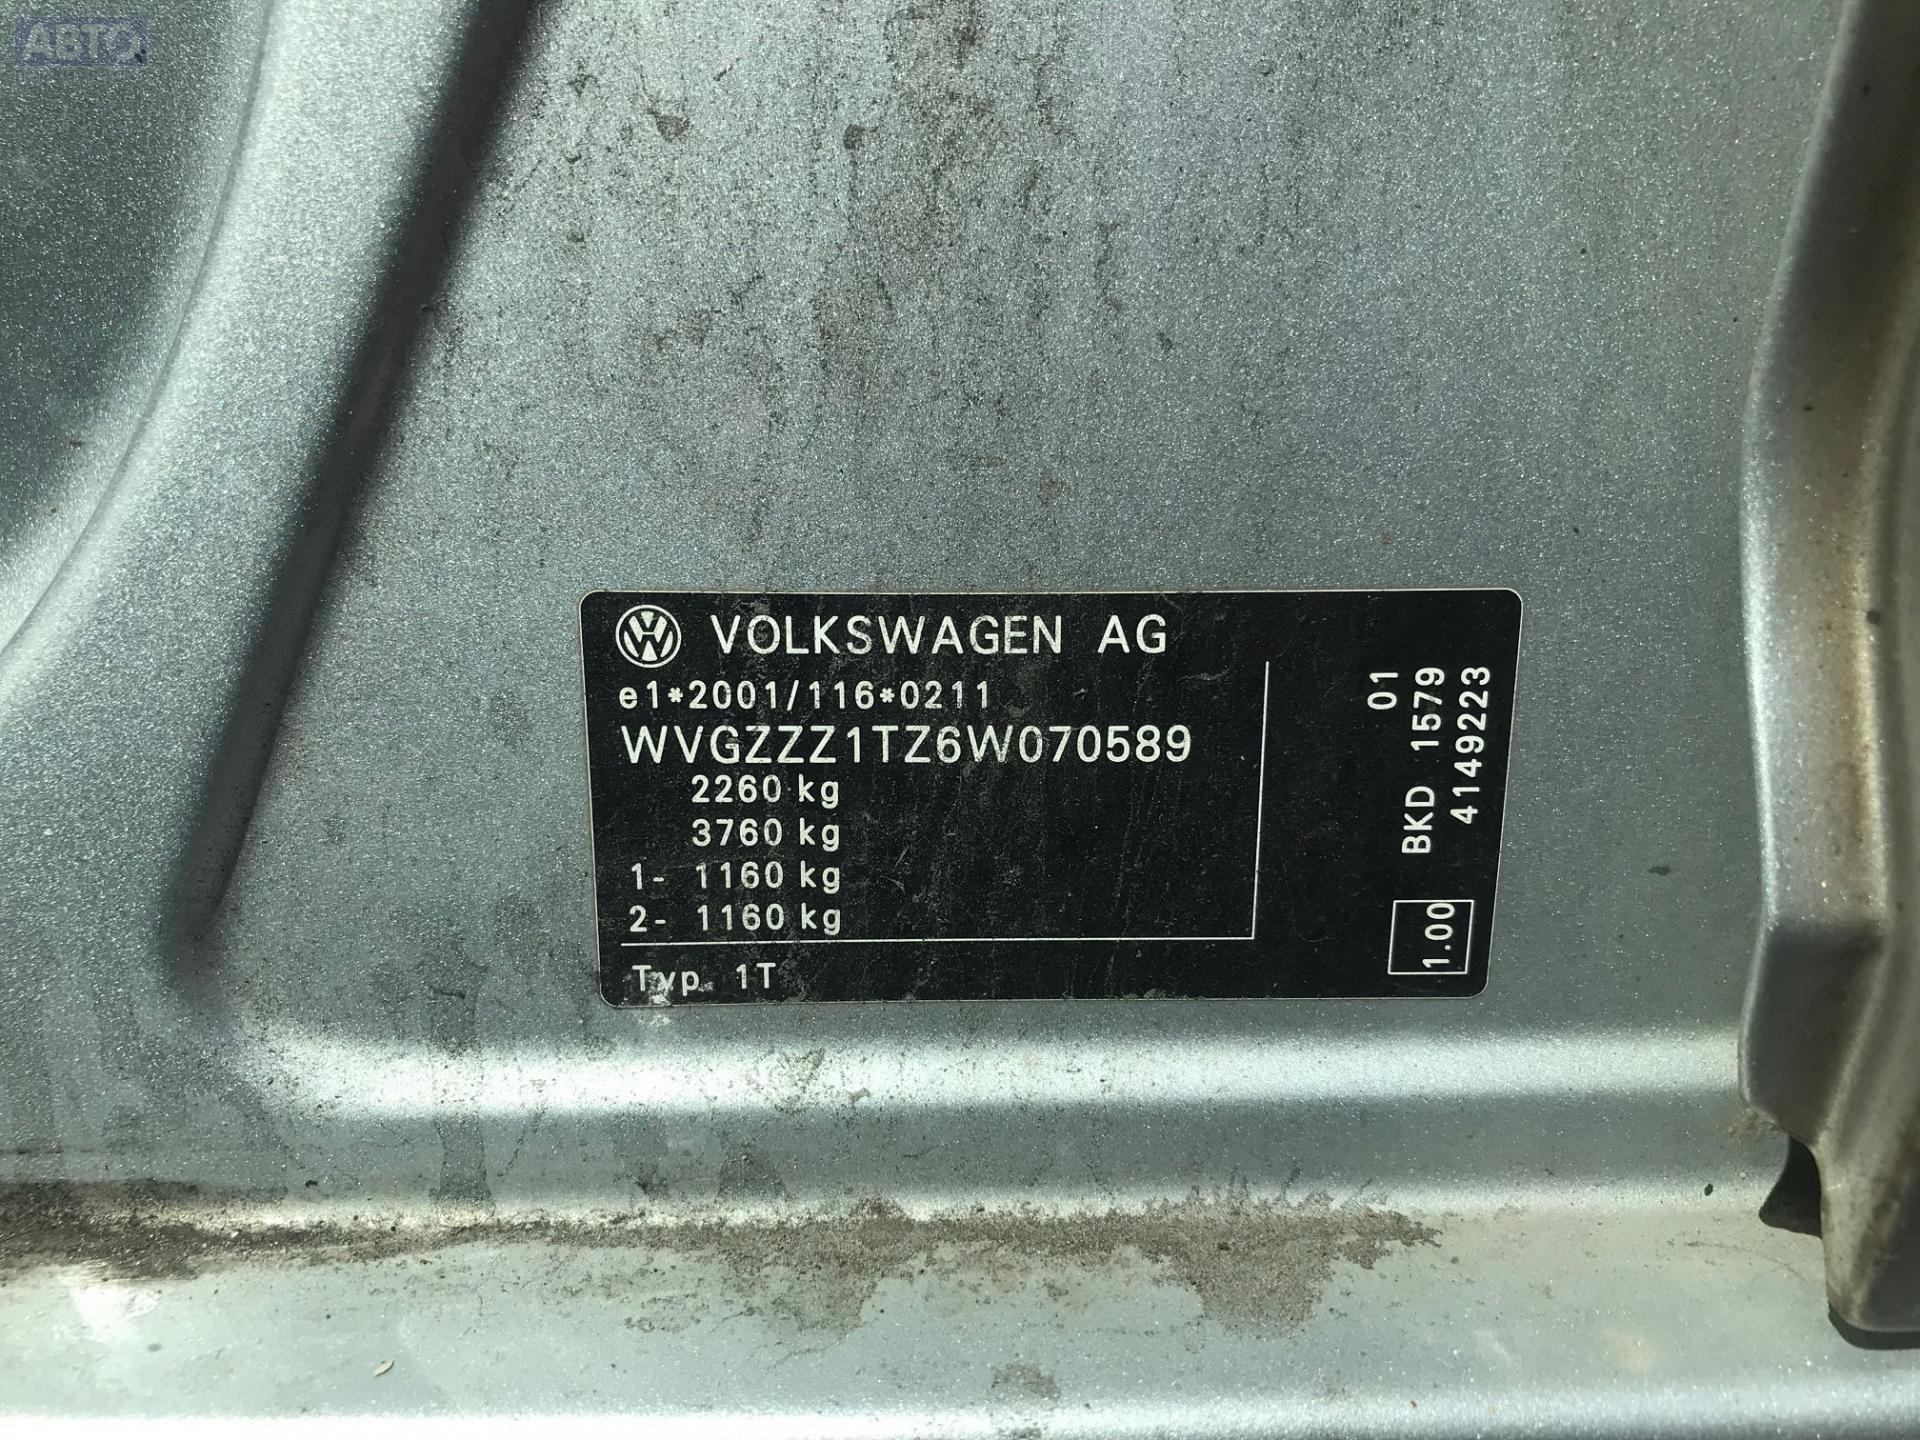 АВТО
VOLKSWAGEN AG
e1*2001/116*0211
WVGZZZ1TZ6W070589
2260 kg
3760 kg
1- 1160 kg
2- 1160 kg
Typ 1T
01
BKD 1579
4149223
1.00